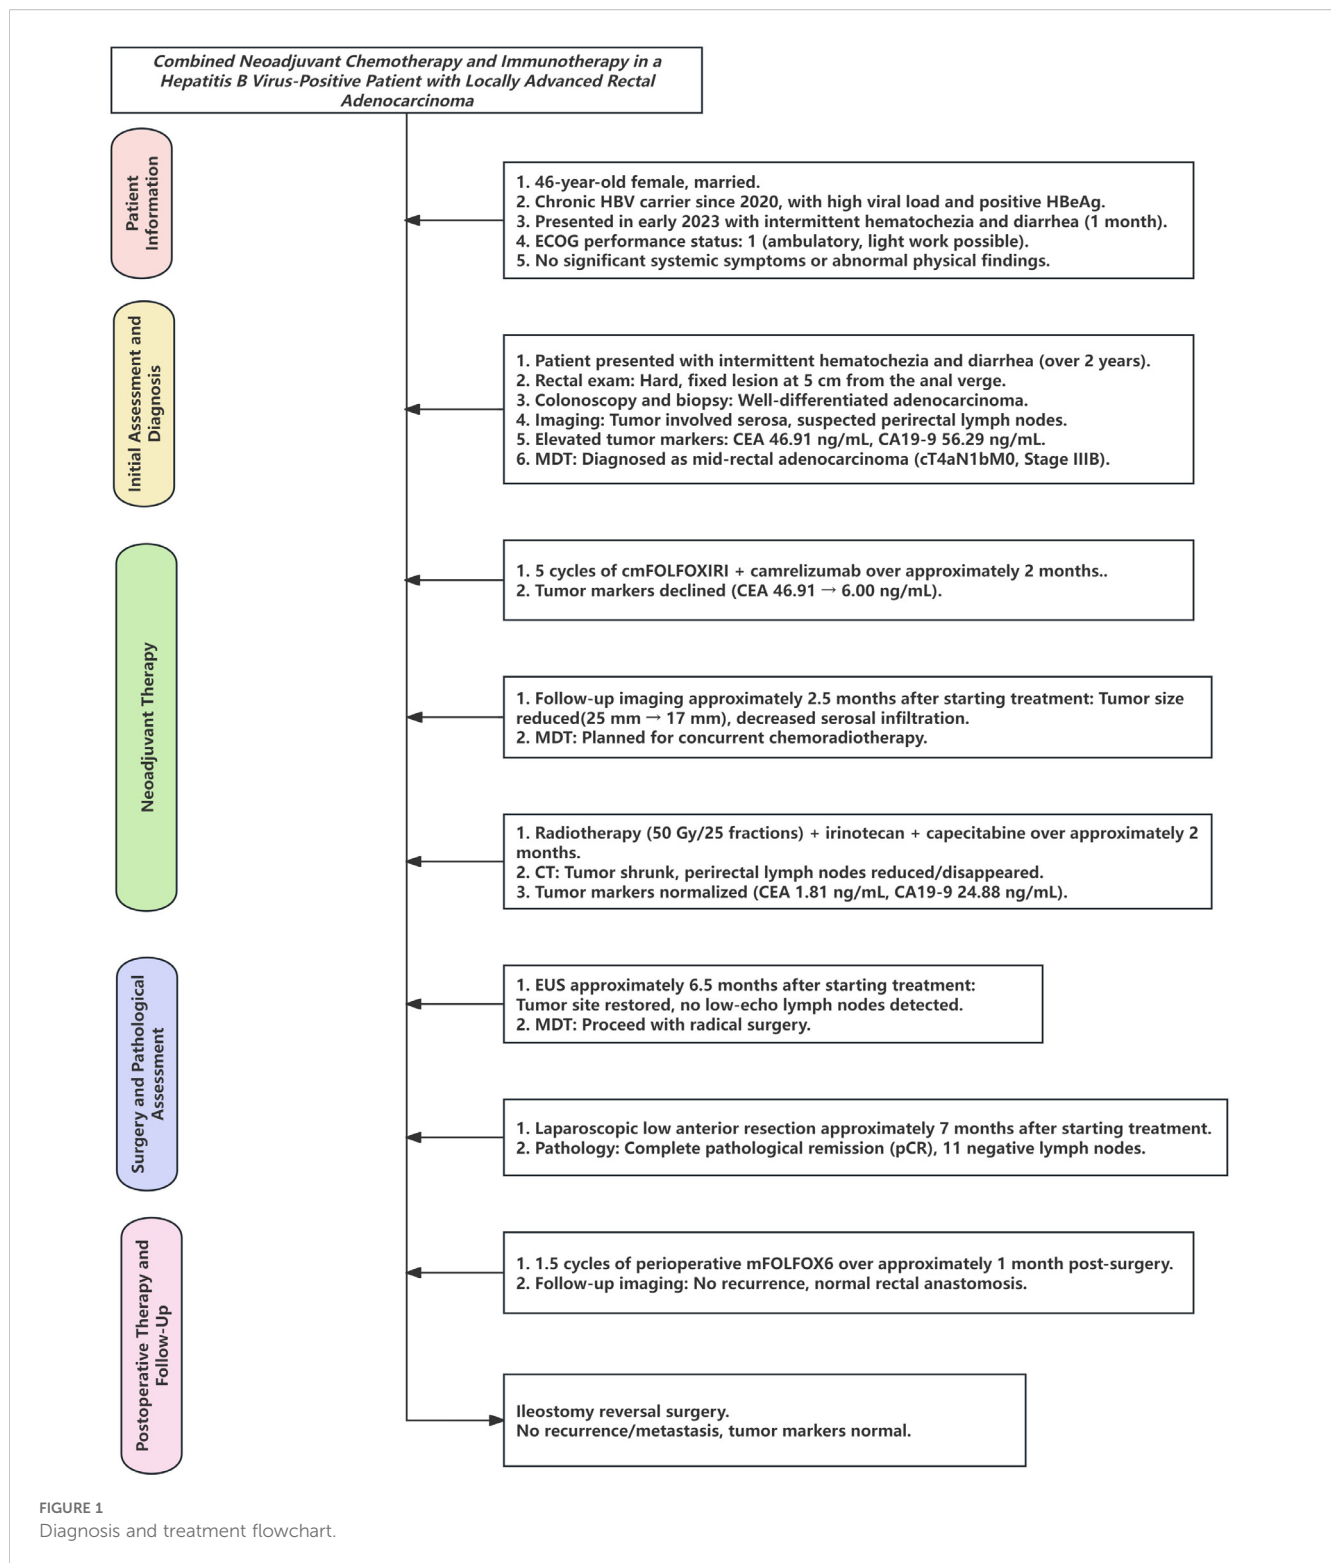 Combined Neoadjuvant Chemotherapy and Immunotherapy in a
Hepatitis B Virus-Positive Patient with Locally Advanced Rectal
Adenocarcinoma
Patient
Information
1. 46-year-old female, married.
2. Chronic HBV carrier since 2020, with high viral load and positive HBeAg.
3. Presented in early 2023 with intermittent hematochezia and diarrhea (1 month).
4. ECOG performance status: 1 (ambulatory, light work possible).
5. No significant systemic symptoms or abnormal physical findings.
Initial Assessment and
Diagnosis
1. Patient presented with intermittent hematochezia and diarrhea (over 2 years).
2. Rectal exam: Hard, fixed lesion at 5 cm from the anal verge.
3. Colonoscopy and biopsy: Well-differentiated adenocarcinoma.
4. Imaging: Tumor involved serosa, suspected perirectal lymph nodes.
5. Elevated tumor markers: CEA 46.91 ng/mL, CA19-9 56.29 ng/mL.
6. MDT: Diagnosed as mid-rectal adenocarcinoma (cT4aN1bM0, Stage IIIB).
Neoadjuvant Therapy
1. 5 cycles of cmFOLFOXIRI + camrelizumab over approximately 2 months..
2. Tumor markers declined (CEA 46.91 → 6.00 ng/mL).
1. Follow-up imaging approximately 2.5 months after starting treatment: Tumor size
reduced(25 mm → 17 mm), decreased serosal infiltration.
2. MDT: Planned for concurrent chemoradiotherapy.
1. Radiotherapy (50 Gy/25 fractions) + irinotecan + capecitabine over approximately 2
months.
2. CT: Tumor shrunk, perirectal lymph nodes reduced/disappeared.
3. Tumor markers normalized (CEA 1.81 ng/mL, CA19-9 24.88 ng/mL).
Surgery and Pathological
Assessment
1. EUS approximately 6.5 months after starting treatment:
Tumor site restored, no low-echo lymph nodes detected.
2. MDT: Proceed with radical surgery.
1. Laparoscopic low anterior resection approximately 7 months after starting treatment.
2. Pathology: Complete pathological remission (pCR), 11 negative lymph nodes.
Postoperative Therapy and
Follow-Up
1. 1.5 cycles of perioperative mFOLFOX6 over approximately 1 month post-surgery.
2. Follow-up imaging: No recurrence, normal rectal anastomosis.
Ileostomy reversal surgery.
No recurrence/metastasis, tumor markers normal.
FIGURE 1
Diagnosis and treatment flowchart.